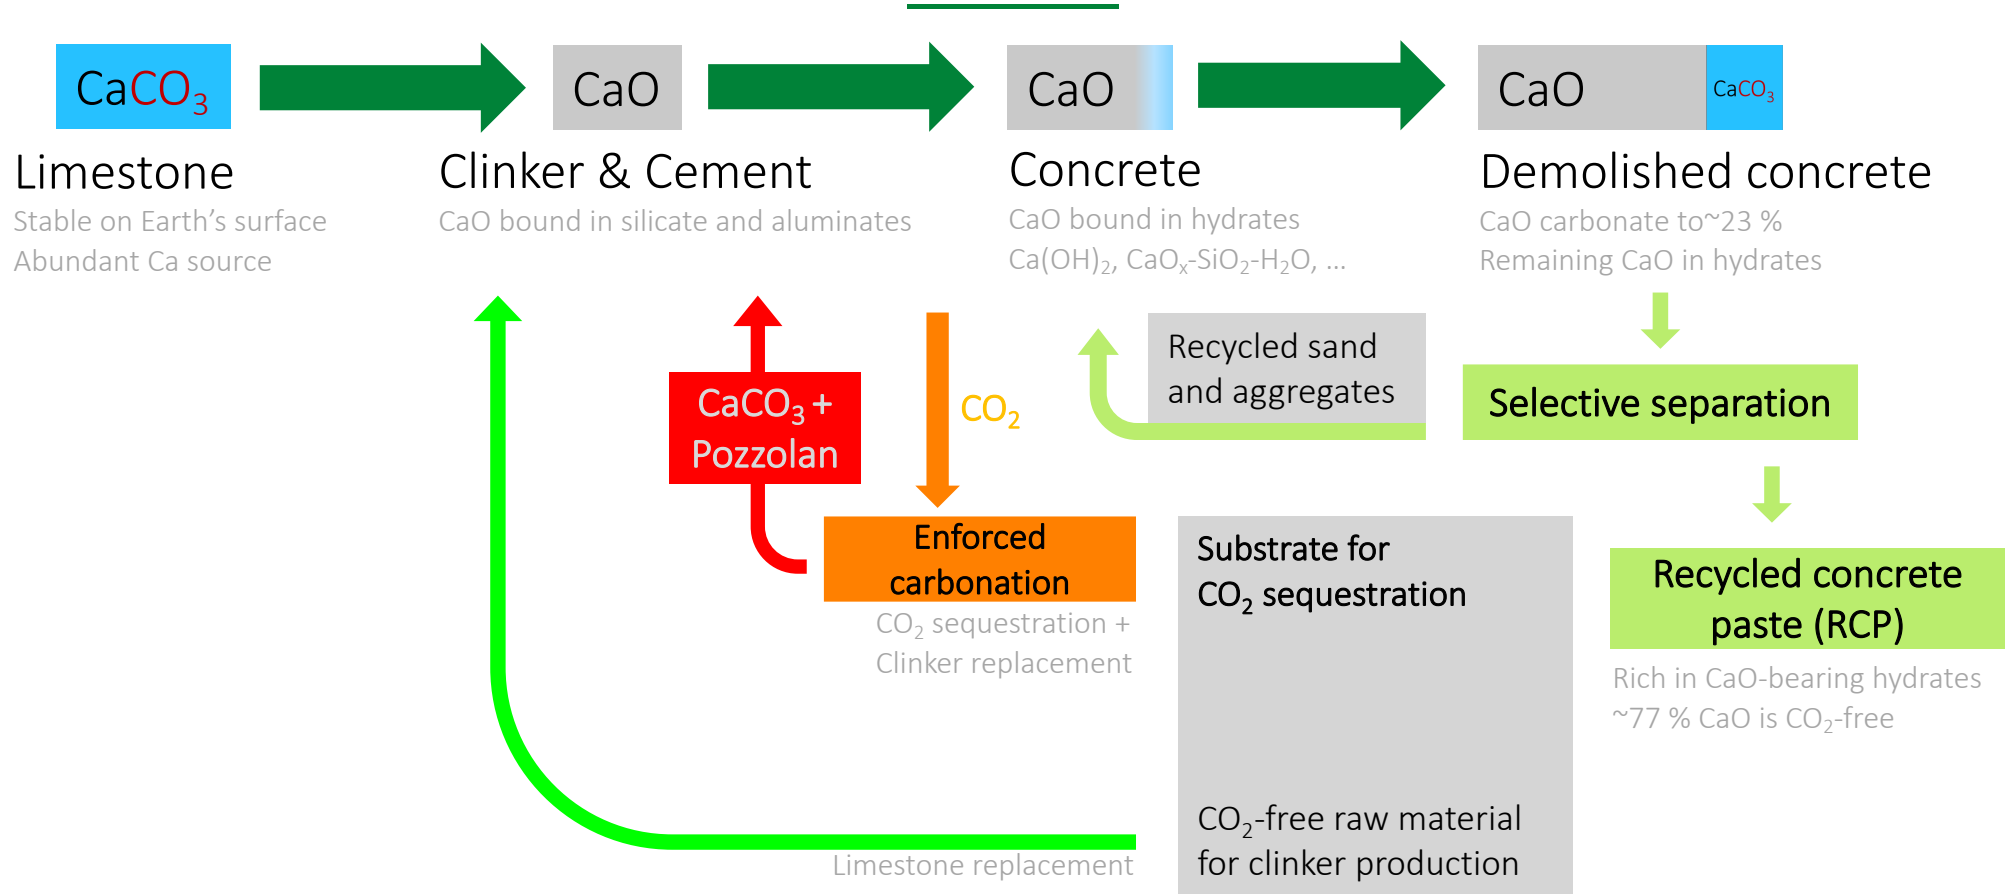 CaCO₃
CaO
CaO
CaO
CaCO₃
Limestone
Stable on Earth’s surface
Abundant Ca source
Clinker & Cement
CaO bound in silicate and aluminates
Concrete
CaO bound in hydrates
Ca(OH)₂, CaOₓ-SiO₂-H₂O, ...
Demolished concrete
CaO carbonate to~23 %
Remaining CaO in hydrates
CaCO₃ +
Pozzolan
CO₂
Recycled sand
and aggregates
Selective separation
Enforced
carbonation
CO₂ sequestration +
Clinker replacement
Substrate for
CO₂ sequestration
Recycled concrete
paste (RCP)
Rich in CaO-bearing hydrates
~77 % CaO is CO₂-free
CO₂-free raw material
for clinker production
Limestone replacement